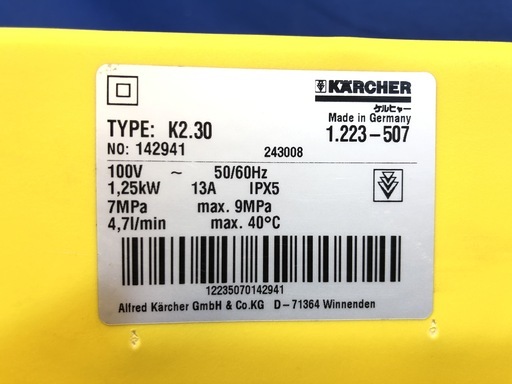 KÄRCHER
ケルヒャー
Made in Germany
TYPE: K2.30
1.223-507
NO: 142941
243008
100V ~ 50/60Hz
1,25kW 13A IPX5
7MPa max. 9MPa
4,7l/min max. 40°C
12235070142941
Alfred Kärcher GmbH & Co.KG D-71364 Winnenden